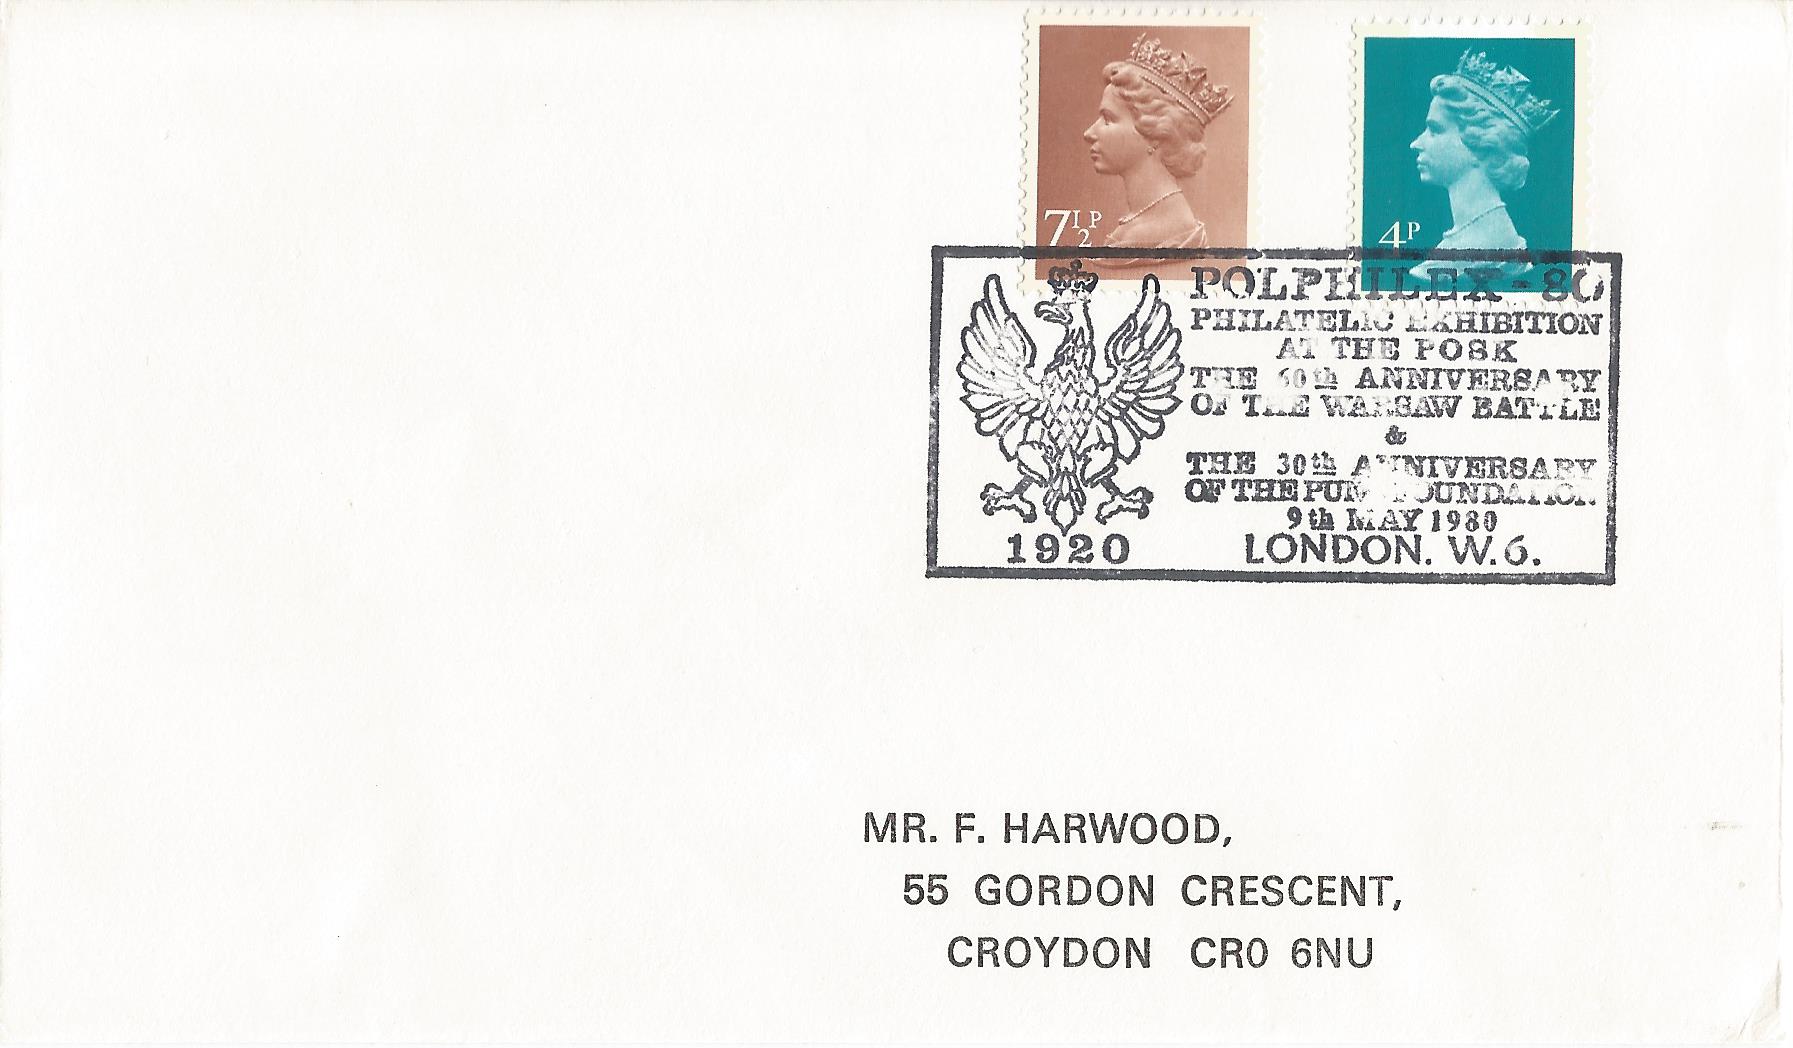 7½P
4P
POLPHILEX - 80
PHILATELIC EXHIBITION
AT THE POSK
THE 60th ANNIVERSARY
OF THE WARSAW BATTLE
&
THE 30th ANNIVERSARY
OF THE FOUNDATION
9th MAY 1980
1920
LONDON. W.6.
MR. F. HARWOOD,
55 GORDON CRESCENT,
CROYDON CR0 6NU